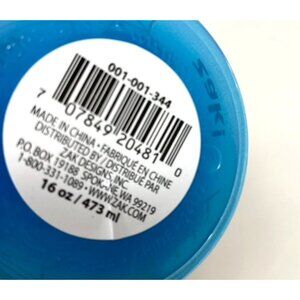 001-001-344
7 07849 20481 0
MADE IN CHINA • FABRIQUÉ EN CHINE
DISTRIBUTED BY / DISTRIBUÉ PAR
ZAK DESIGNS, INC.
P.O. BOX 19188 SPOKANE, WA 99219
1-800-331-1089 • WWW.ZAK.COM
16 oz / 473 ml